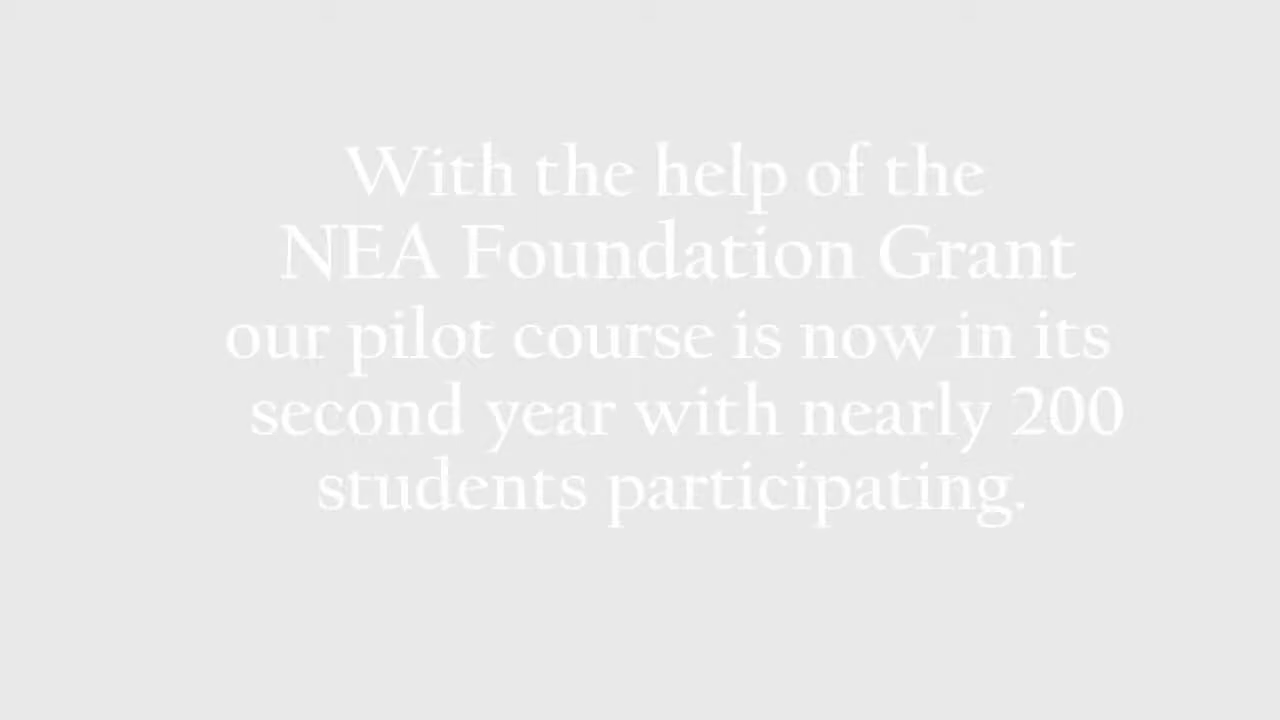 With the help of the
NEA Foundation Grant
our pilot course is now in its
second year with nearly 200
students participating.